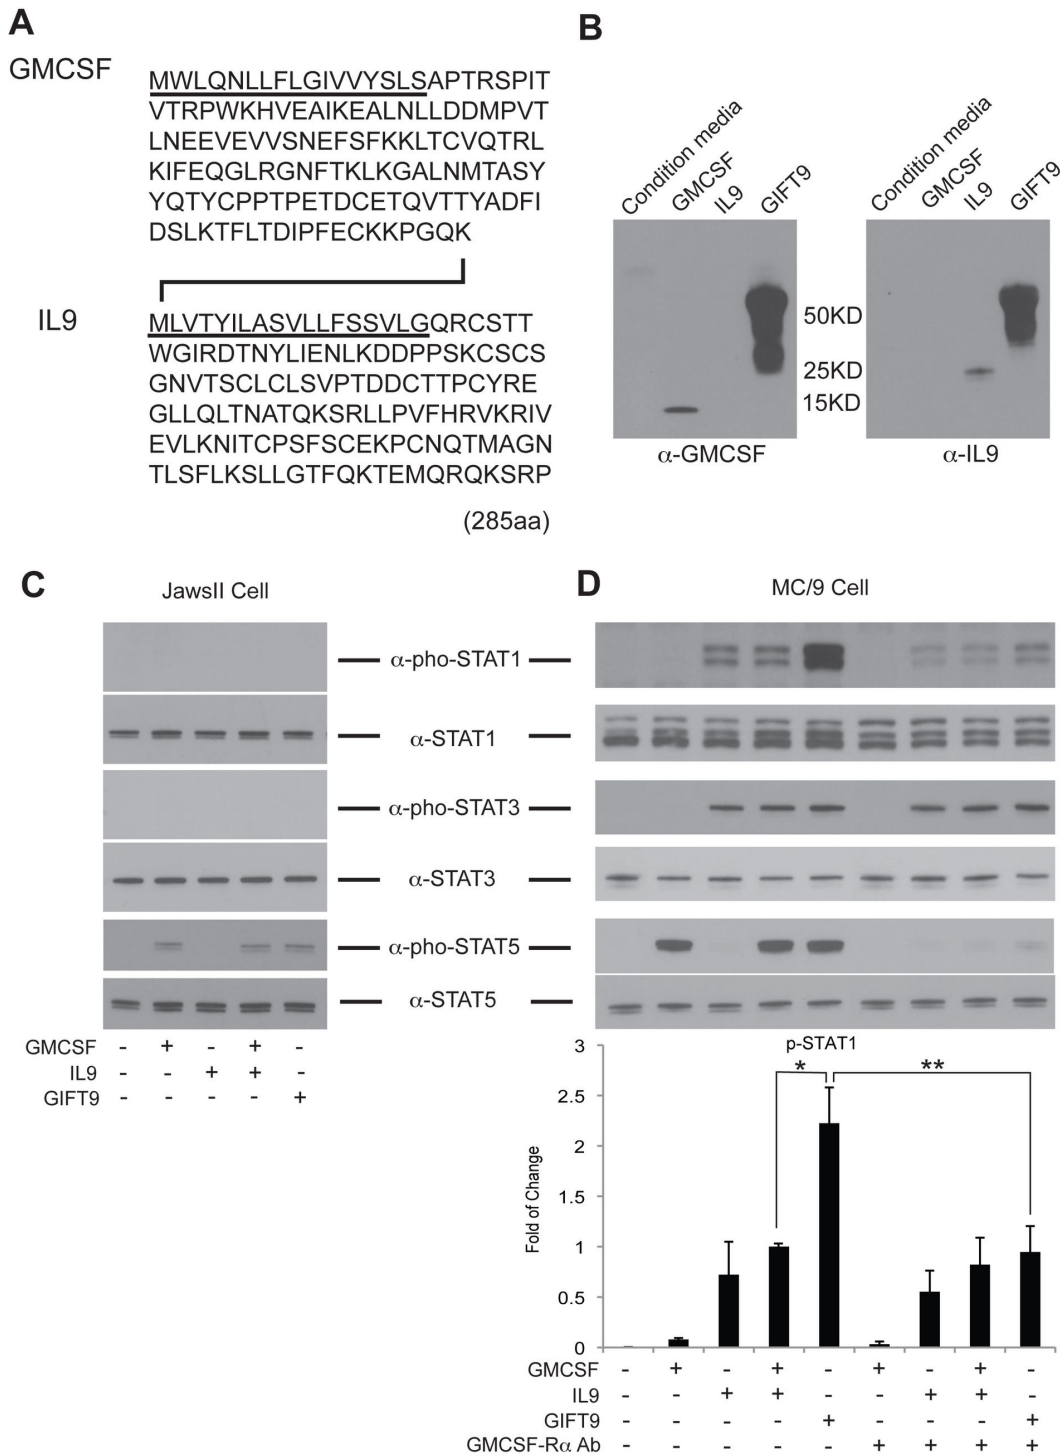 A
GMCSF
MWLQNLLFLGIVVYSLSAPTRSPIT
VTRPWKHVEAIKEALNLLDDMPVT
LNEEVEVVSNEFSFKKLTCVQTRL
KIFEQGLRGNFTKLKGALNMTASY
YQTYCPPTPETDCETQVTTYADFI
DSLKTFLTDIPFECKKPGQK
IL9
MLVTYILASVLLFSSVLGQRCSTT
WGIRDTNYLIENLKDDPPSKCSCS
GNVTSCLCLSVPTDDCTTPCYRE
GLLQLTNATQKSRLLPVFHRVKRIV
EVLKNITCPSFSCEKPCNQTMAGN
TLSFLKSLLGTFQKTEMQRQKSRP
(285aa)
B
Condition media GMCSF IL9 GIFT9
Condition media GMCSF IL9 GIFT9
50KD
25KD
15KD
α-GMCSF
α-IL9
C
JawsII Cell
D
MC/9 Cell
α-pho-STAT1
α-STAT1
α-pho-STAT3
α-STAT3
α-pho-STAT5
α-STAT5
GMCSF - + - + -
IL9 - - + + -
GIFT9 - - - - +
p-STAT1
* **
Fold of Change
3
2.5
2
1.5
1
0.5
0
GMCSF - + - + - + - + -
IL9 - - + + - - + + -
GIFT9 - - - - + - - - +
GMCSF-Rα Ab - - - - - + + + +